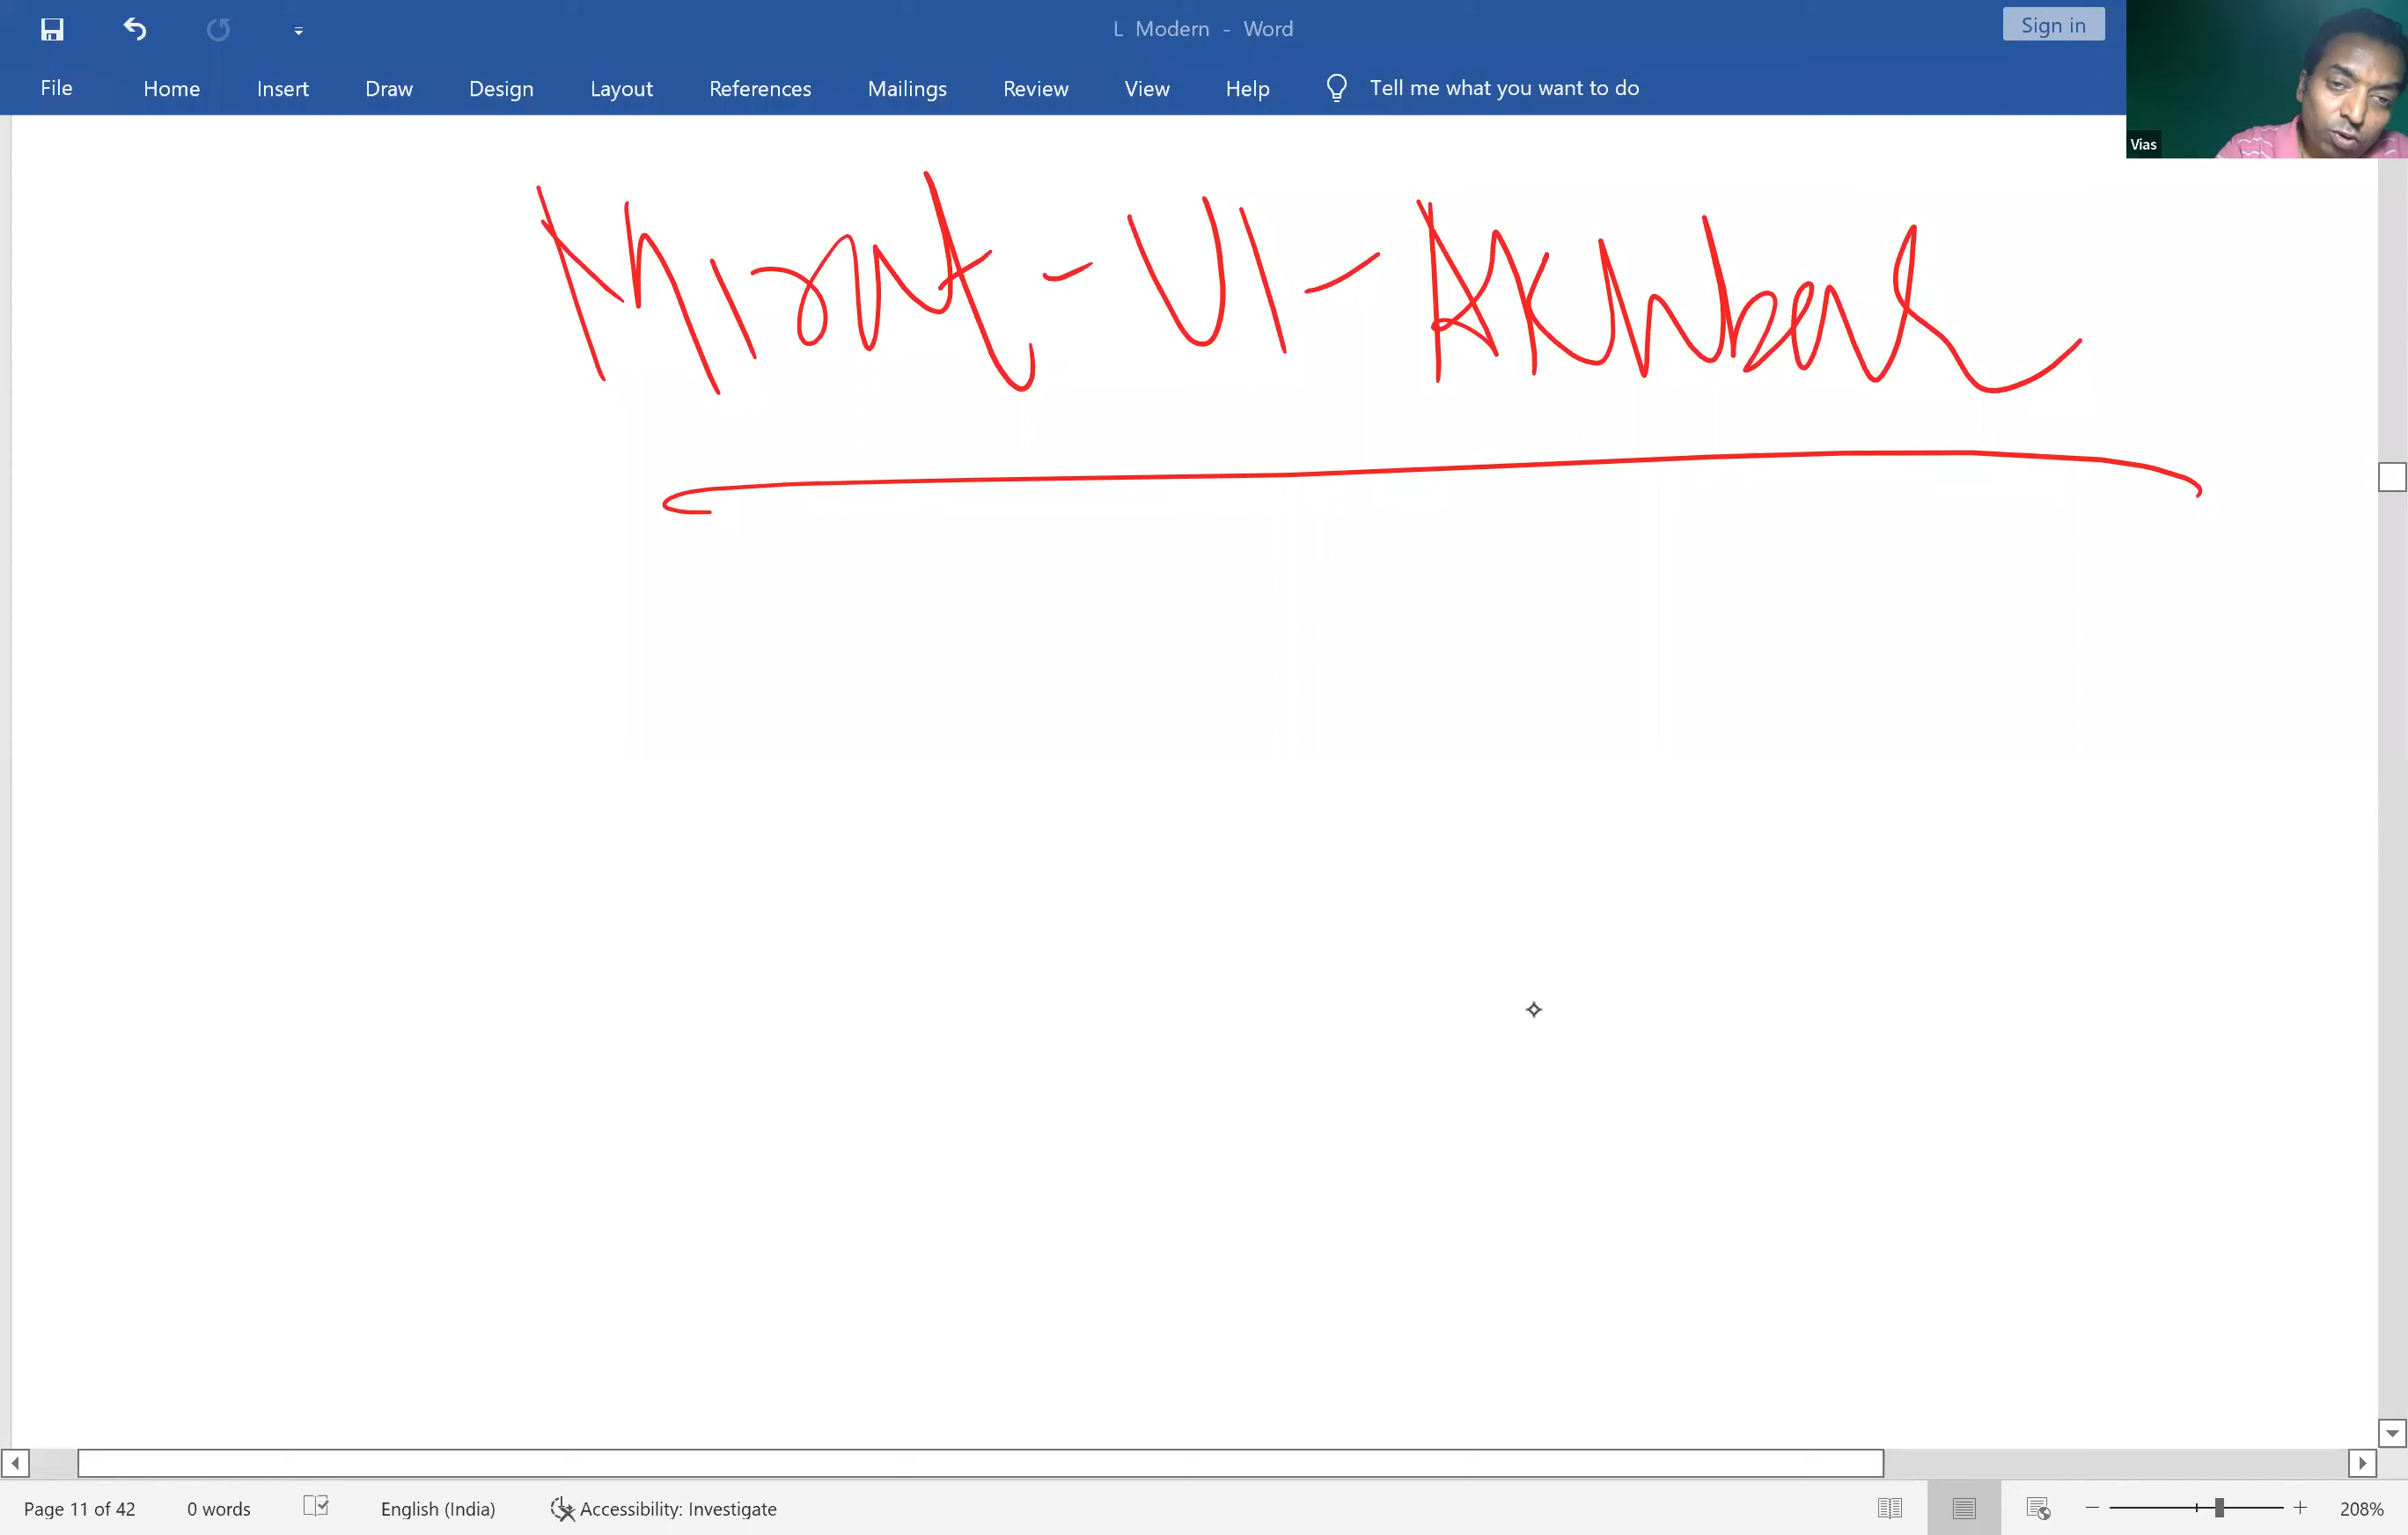 L Modern - Word
Sign in
File Home Insert Draw Design Layout References Mailings Review View Help Tell me what you want to do
Vias
Mirat-Ul-Akhbar
Page 11 of 42 0 words English (India) Accessibility: Investigate 208%